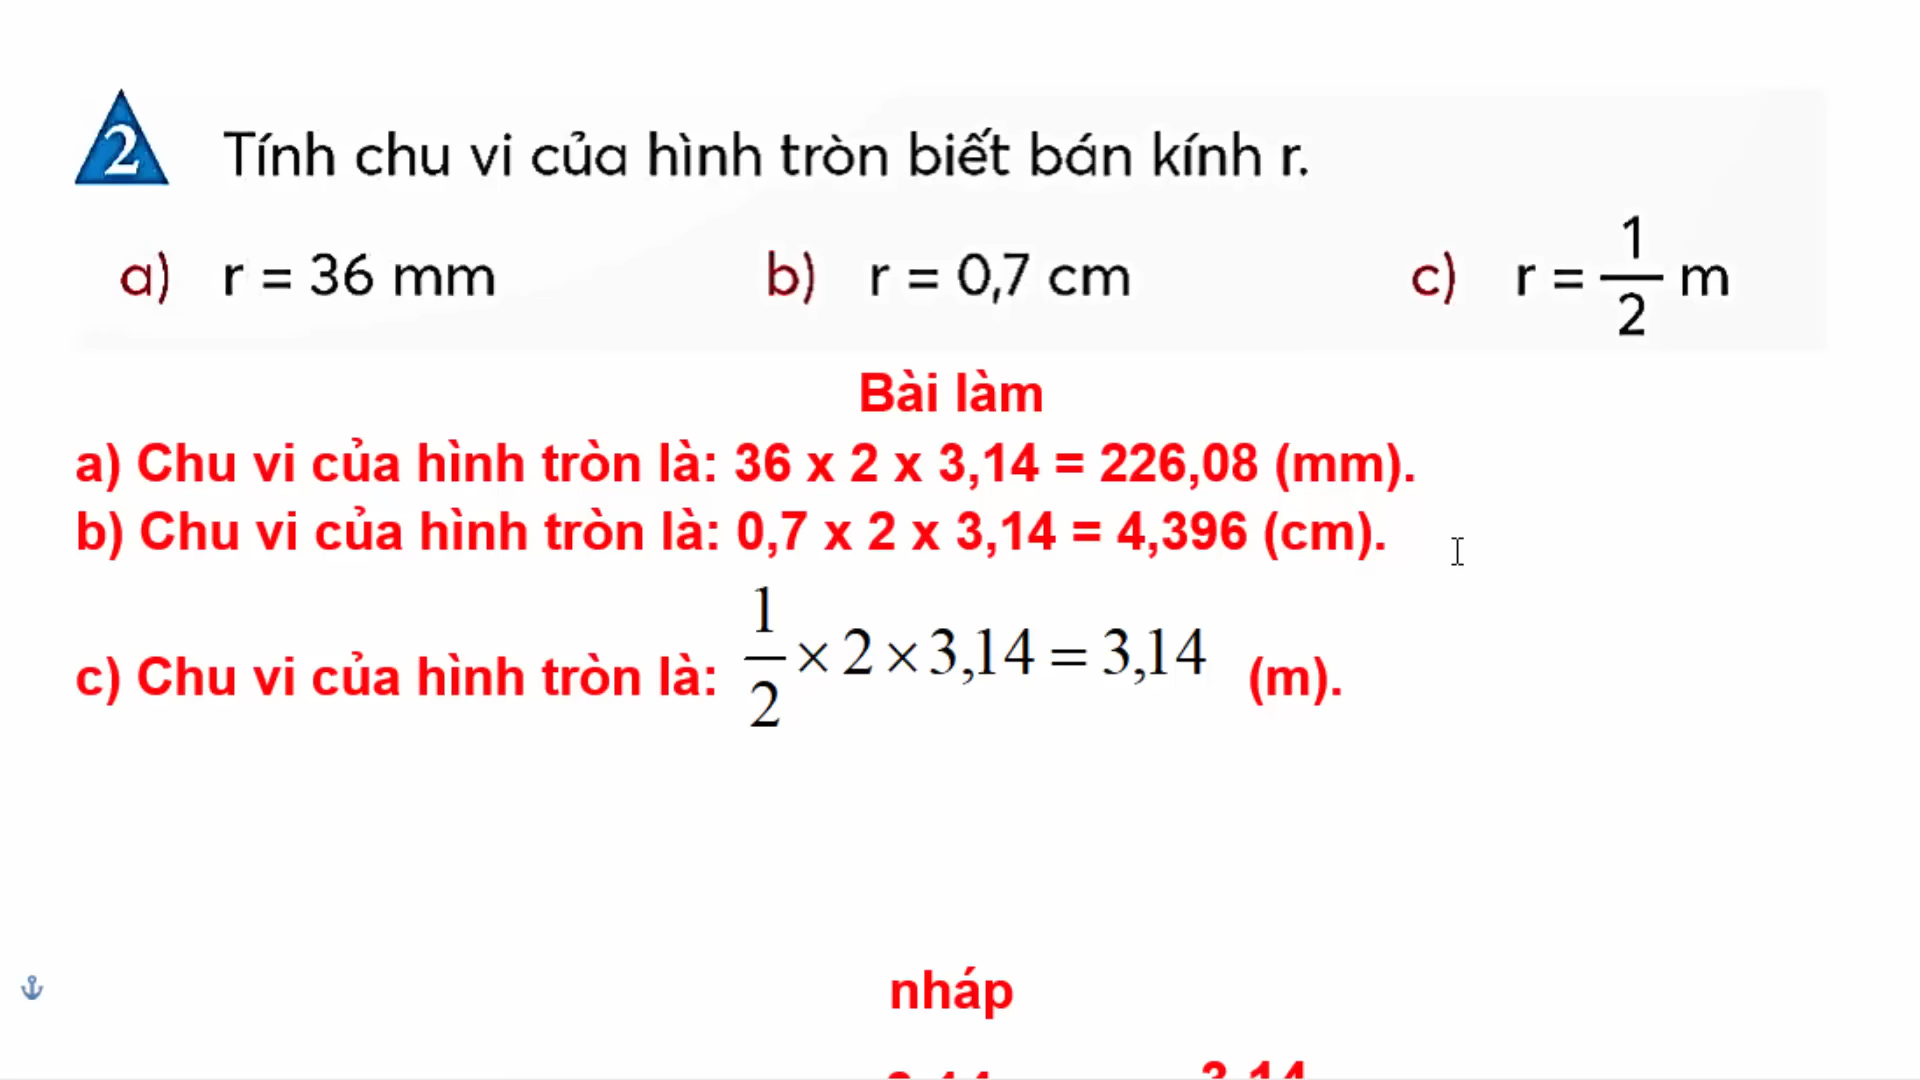 2 Tính chu vi của hình tròn biết bán kính r.
a) r = 36 mm b) r = 0,7 cm c) r = 1/2 m
Bài làm
a) Chu vi của hình tròn là: 36 x 2 x 3,14 = 226,08 (mm).
b) Chu vi của hình tròn là: 0,7 x 2 x 3,14 = 4,396 (cm).
c) Chu vi của hình tròn là: 1/2 × 2 × 3,14 = 3,14 (m).
nháp
3,14